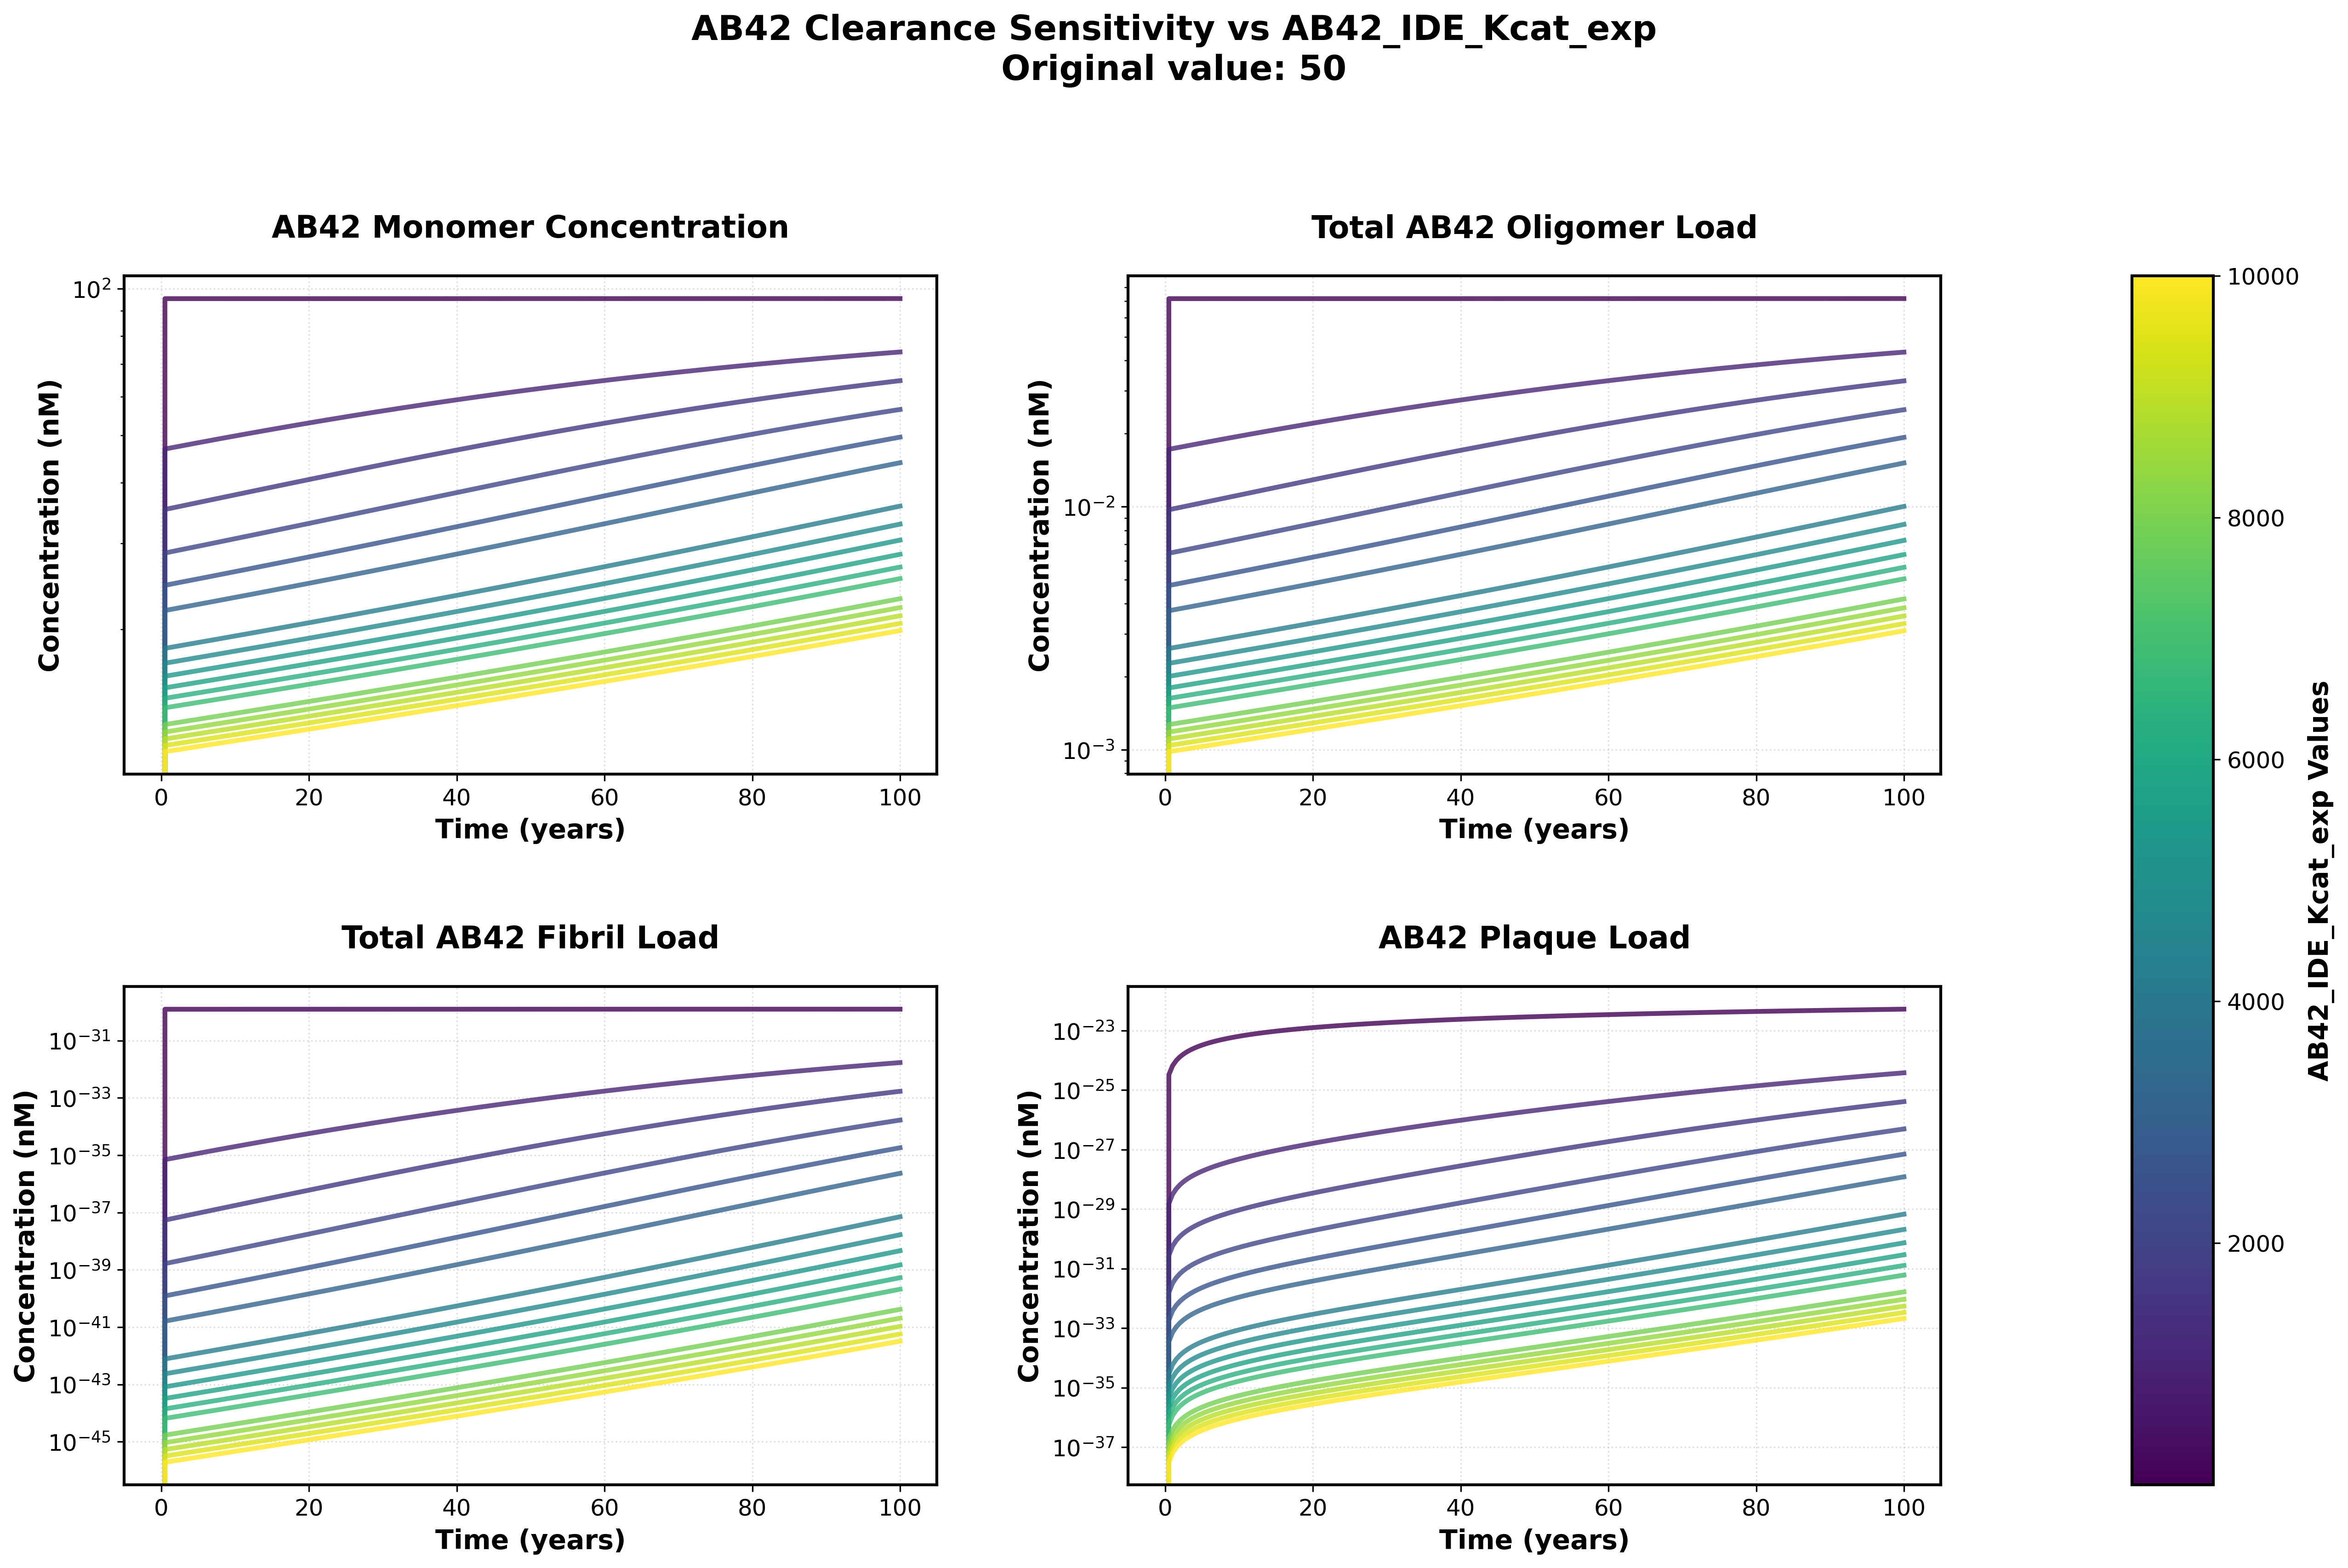 AB42 Clearance Sensitivity vs AB42_IDE_Kcat_exp
Original value: 50
AB42 Monomer Concentration
10²
Concentration (nM)
0 20 40 60 80 100
Time (years)
Total AB42 Oligomer Load
10⁻²
10⁻³
Concentration (nM)
0 20 40 60 80 100
Time (years)
Total AB42 Fibril Load
10⁻³¹
10⁻³³
10⁻³⁵
10⁻³⁷
10⁻³⁹
10⁻⁴¹
10⁻⁴³
10⁻⁴⁵
Concentration (nM)
0 20 40 60 80 100
Time (years)
AB42 Plaque Load
10⁻²³
10⁻²⁵
10⁻²⁷
10⁻²⁹
10⁻³¹
10⁻³³
10⁻³⁵
10⁻³⁷
Concentration (nM)
0 20 40 60 80 100
Time (years)
10000
8000
6000
4000
2000
AB42_IDE_Kcat_exp Values